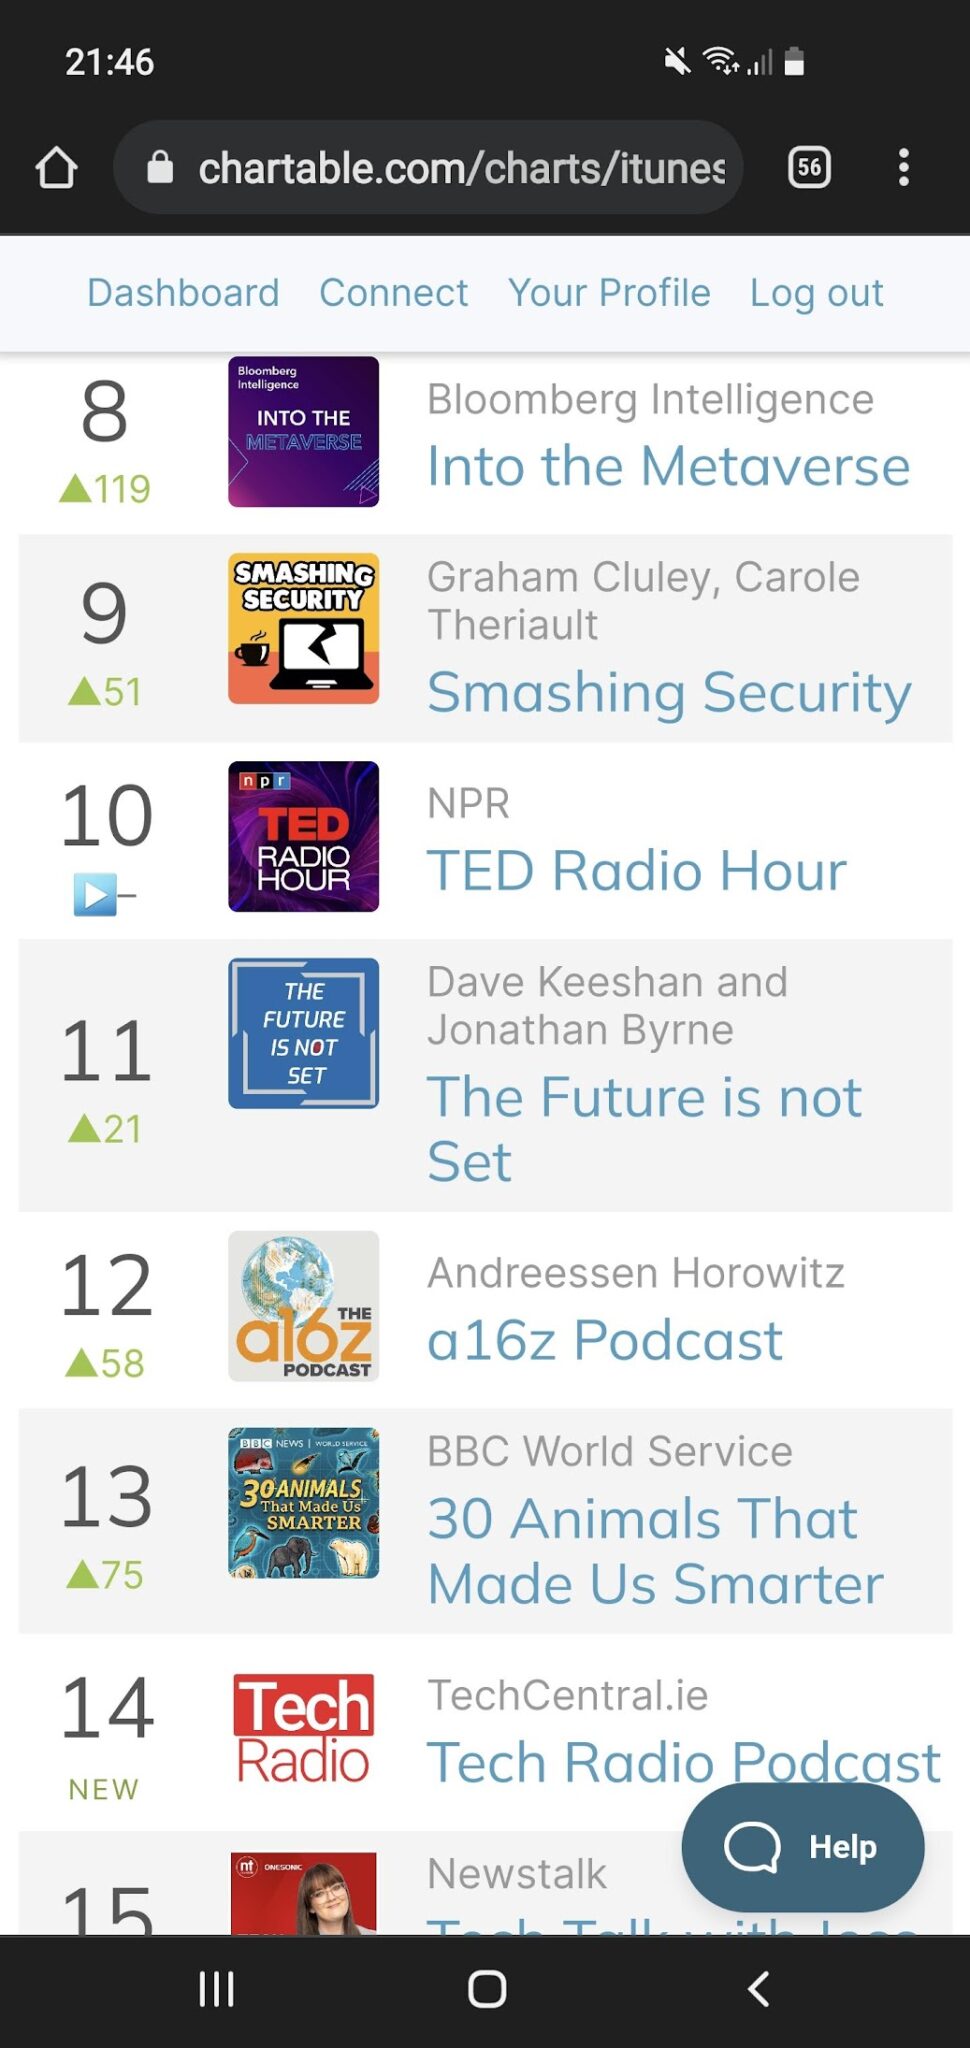 21:46
chartable.com/charts/itunes
56
Dashboard Connect Your Profile Log out
8
▲119
Bloomberg
Intelligence
INTO THE
METAVERSE
Bloomberg Intelligence
Into the Metaverse
9
▲51
SMASHING
SECURITY
Graham Cluley, Carole
Theriault
Smashing Security
10
–
npr
TED
RADIO
HOUR
NPR
TED Radio Hour
11
▲21
THE
FUTURE
IS NOT
SET
Dave Keeshan and
Jonathan Byrne
The Future is not
Set
12
▲58
THE
a16z
PODCAST
Andreessen Horowitz
a16z Podcast
13
▲75
BBC NEWS | WORLD SERVICE
30 ANIMALS
That Made Us
SMARTER
BBC World Service
30 Animals That
Made Us Smarter
14
NEW
Tech
Radio
TechCentral.ie
Tech Radio Podcast
15
nt ONESONIC
Newstalk
Tech Talk with Jess
Help